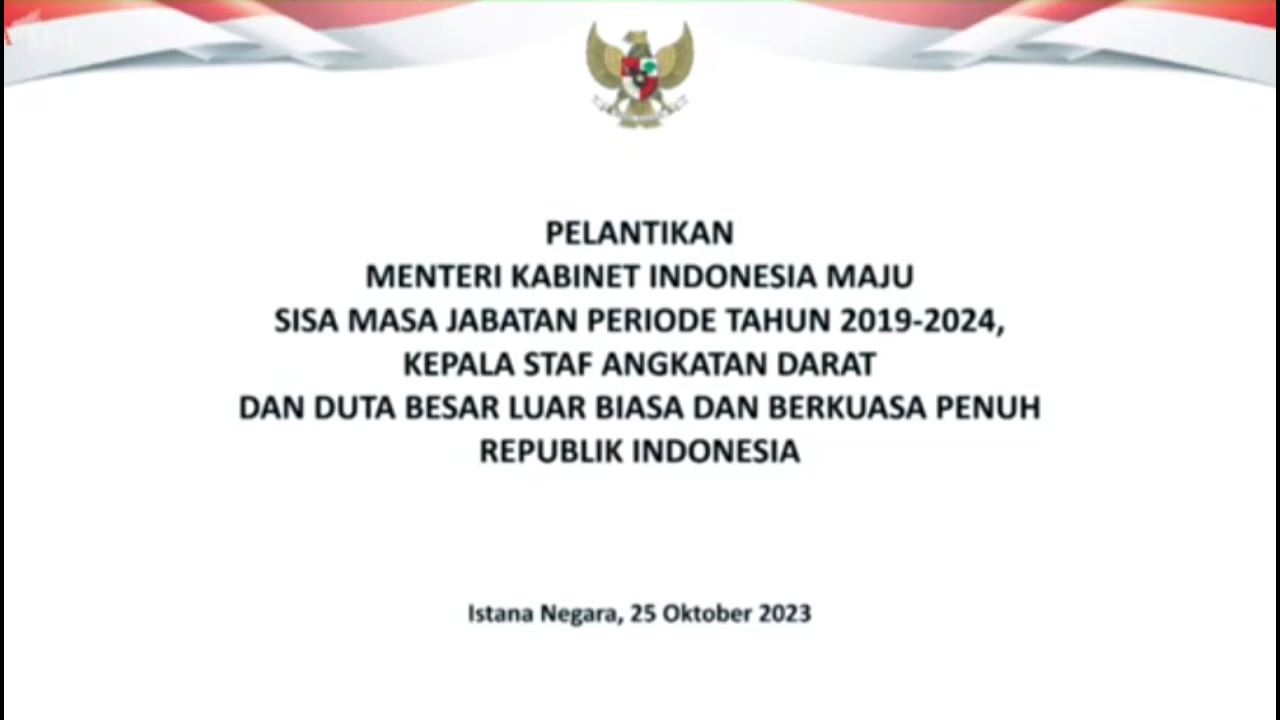 PELANTIKAN
MENTERI KABINET INDONESIA MAJU
SISA MASA JABATAN PERIODE TAHUN 2019-2024,
KEPALA STAF ANGKATAN DARAT
DAN DUTA BESAR LUAR BIASA DAN BERKUASA PENUH
REPUBLIK INDONESIA
Istana Negara, 25 Oktober 2023